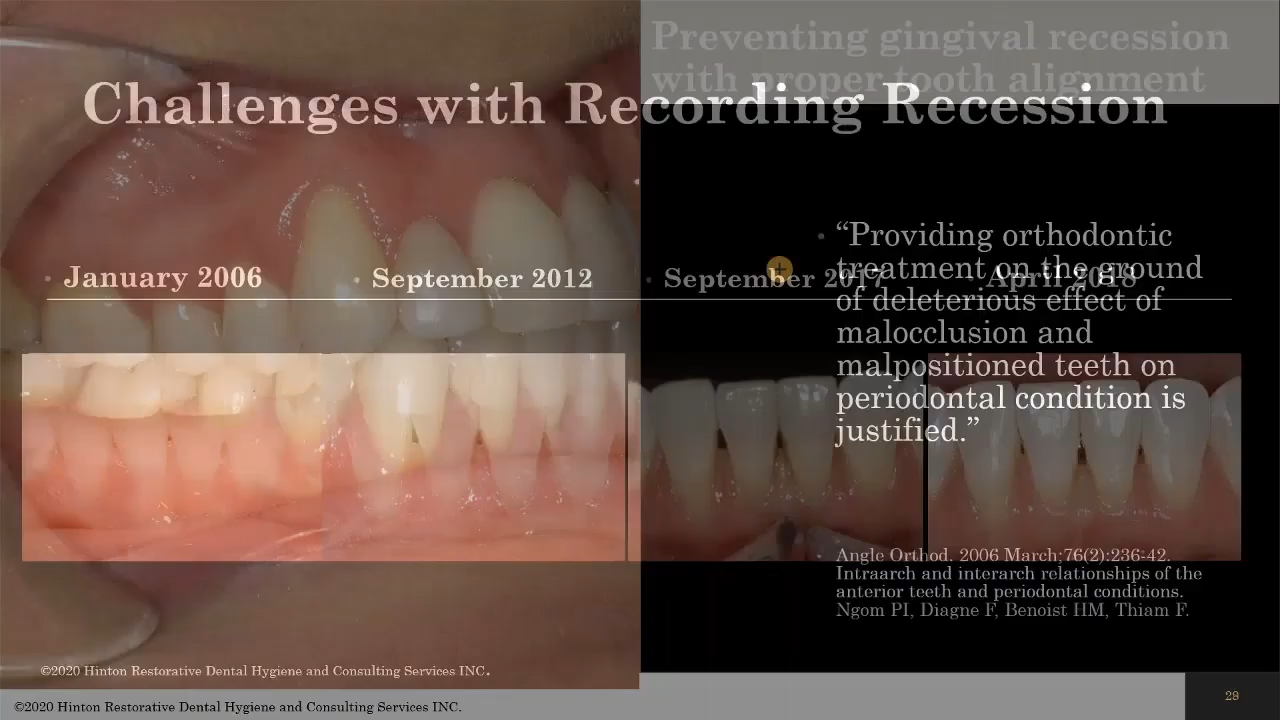 Preventing gingival recession
with proper tooth alignment
Challenges with Recording Recession
“Providing orthodontic
treatment on the ground
of deleterious effect of
malocclusion and
malpositioned teeth on
periodontal condition is
justified.”
January 2006
September 2012
September 2017
April 2018
Angle Orthod. 2006 March;76(2):236-42.
Intraarch and interarch relationships of the
anterior teeth and periodontal conditions.
Ngom PI, Diagne F, Benoist HM, Thiam F.
©2020 Hinton Restorative Dental Hygiene and Consulting Services INC.
©2020 Hinton Restorative Dental Hygiene and Consulting Services INC.
29